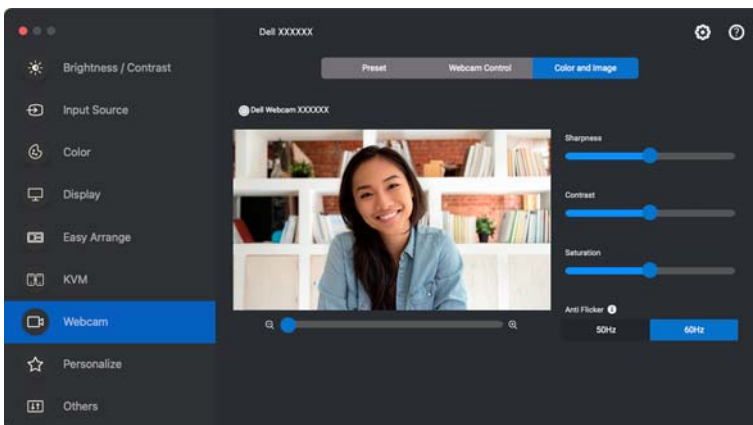 Dell XXXXXX
Brightness / Contrast
Input Source
Color
Display
Easy Arrange
KVM
Webcam
Personalize
Others
Preset
Webcam Control
Color and Image
Dell Webcam XXXXXX
Sharpness
Contrast
Saturation
Anti Flicker
50Hz
60Hz